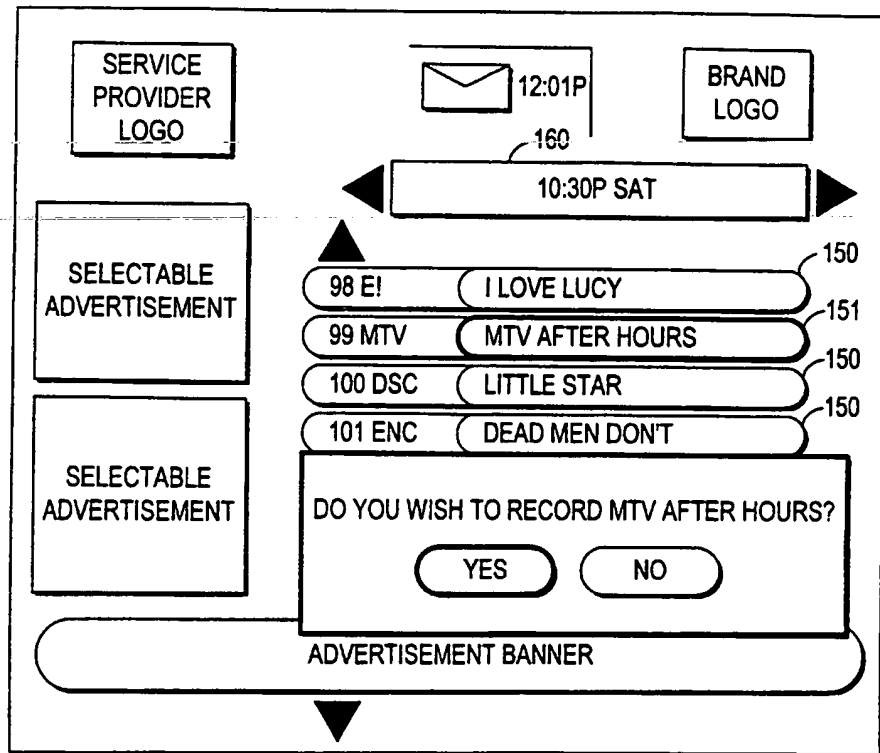 SERVICE
PROVIDER
LOGO
12:01P
BRAND
LOGO
160
10:30P SAT
SELECTABLE
ADVERTISEMENT
150
98 E! I LOVE LUCY
151
99 MTV MTV AFTER HOURS
150
100 DSC LITTLE STAR
150
101 ENC DEAD MEN DON'T
SELECTABLE
ADVERTISEMENT
DO YOU WISH TO RECORD MTV AFTER HOURS?
YES NO
ADVERTISEMENT BANNER